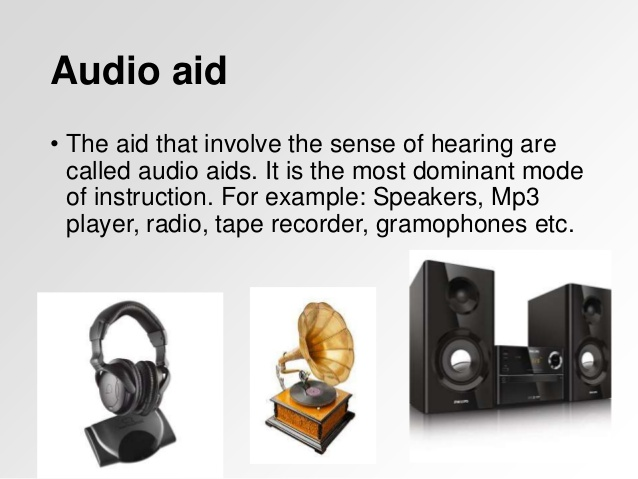 Audio aid
• The aid that involve the sense of hearing are
called audio aids. It is the most dominant mode
of instruction. For example: Speakers, Mp3
player, radio, tape recorder, gramophones etc.